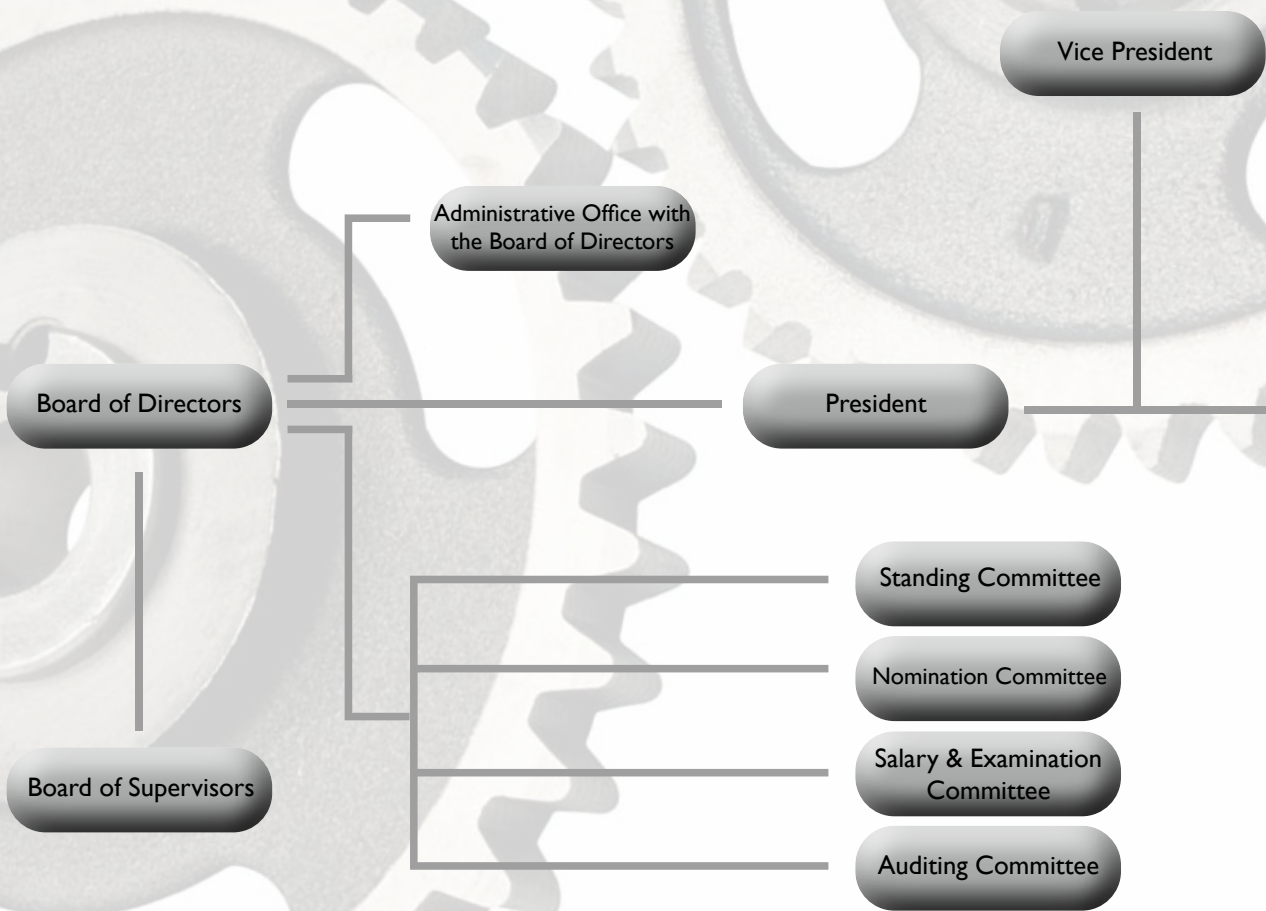 Vice President
Administrative Office with
the Board of Directors
Board of Directors
President
Standing Committee
Nomination Committee
Salary & Examination
Committee
Board of Supervisors
Auditing Committee